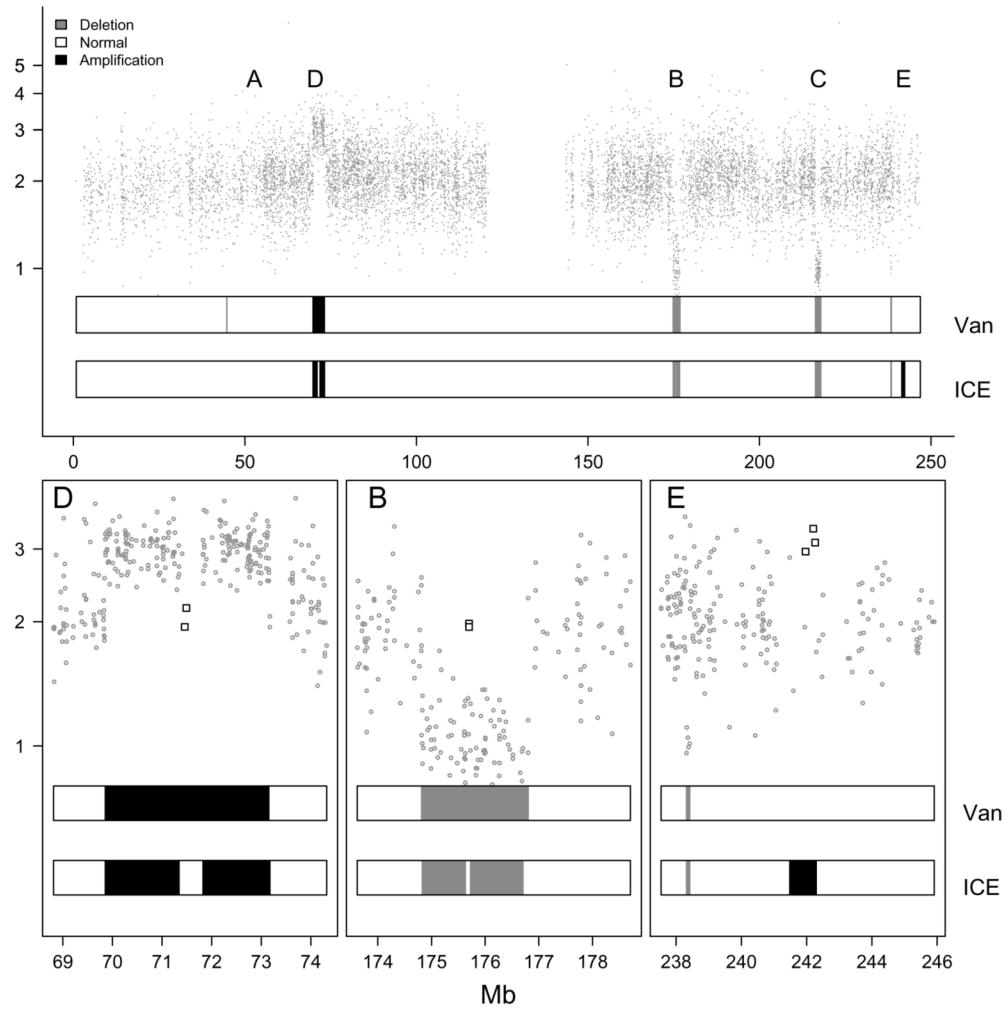 Deletion
Normal
Amplification
5
4
3
2
1
A D B C E
Van
ICE
0 50 100 150 200 250
D B E
3
2
1
Van
ICE
69 70 71 72 73 74 174 175 176 177 178 238 240 242 244 246
Mb